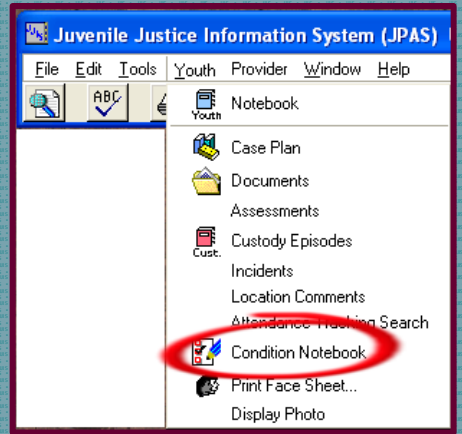 Juvenile Justice Information System (JPAS)
File Edit Tools Youth Provider Window Help
ABC
Youth Notebook
Case Plan
Documents
Assessments
Cust. Custody Episodes
Incidents
Location Comments
Attendance Tracking Search
Condition Notebook
Print Face Sheet...
Display Photo